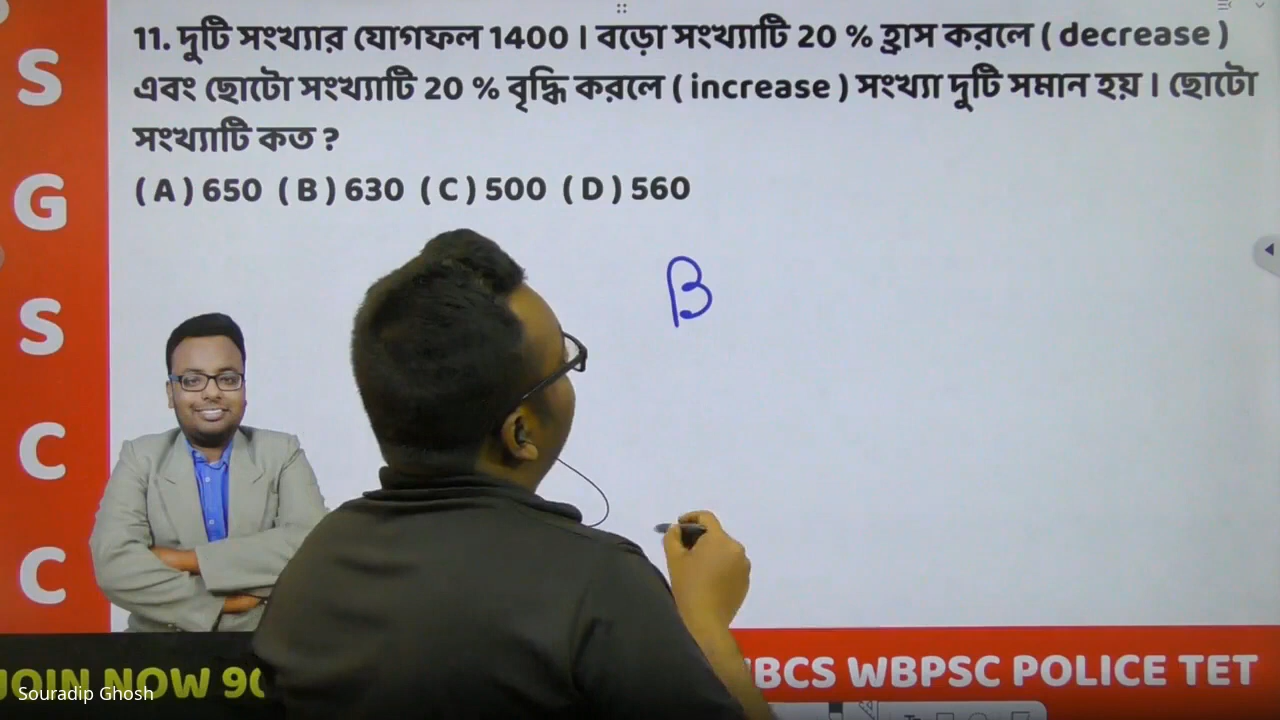 11. দুটি সংখ্যার যোগফল 1400 । বড়ো সংখ্যাটি 20 % হ্রাস করলে ( decrease )
এবং ছোটো সংখ্যাটি 20 % বৃদ্ধি করলে ( increase ) সংখ্যা দুটি সমান হয় । ছোটো
সংখ্যাটি কত ?
( A ) 650 ( B ) 630 ( C ) 500 ( D ) 560
B
S
G
S
C
C
JOIN NOW
BCS WBPSC POLICE TET
Souradip Ghosh